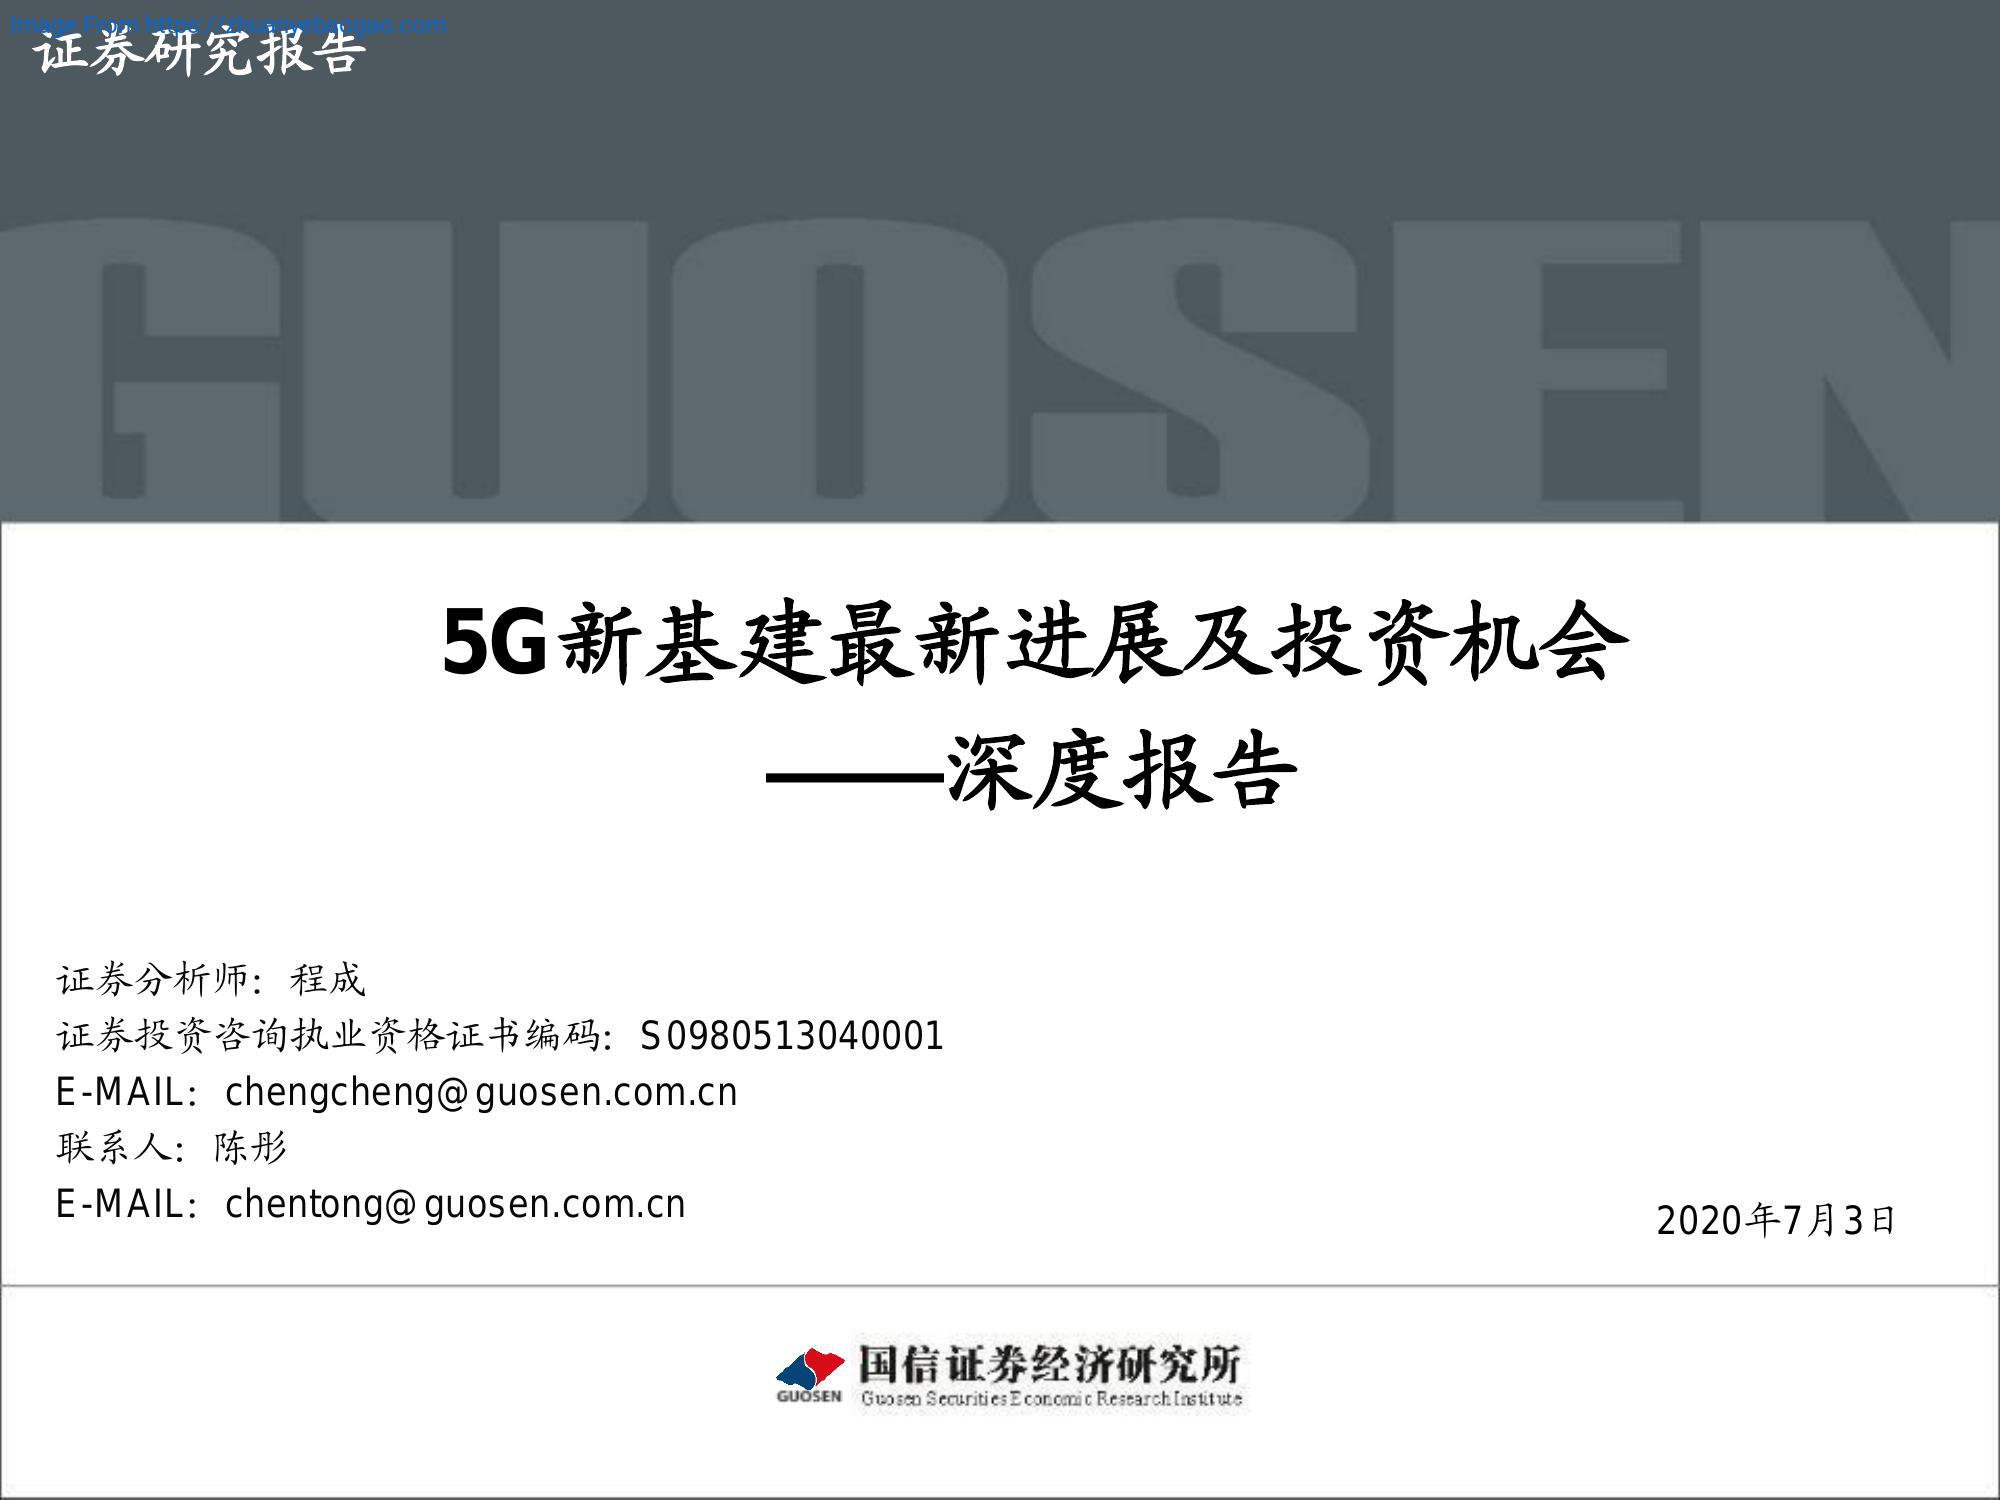 Image From https://zhuanyebaogao.com
证券研究报告
GUOSEN
5G新基建最新进展及投资机会
——深度报告
证券分析师：程成
证券投资咨询执业资格证书编码：S0980513040001
E-MAIL：chengcheng@guosen.com.cn
联系人：陈彤
E-MAIL：chentong@guosen.com.cn
2020年7月3日
国信证券经济研究所
GUOSEN Guosen Securities Economic Research Institute